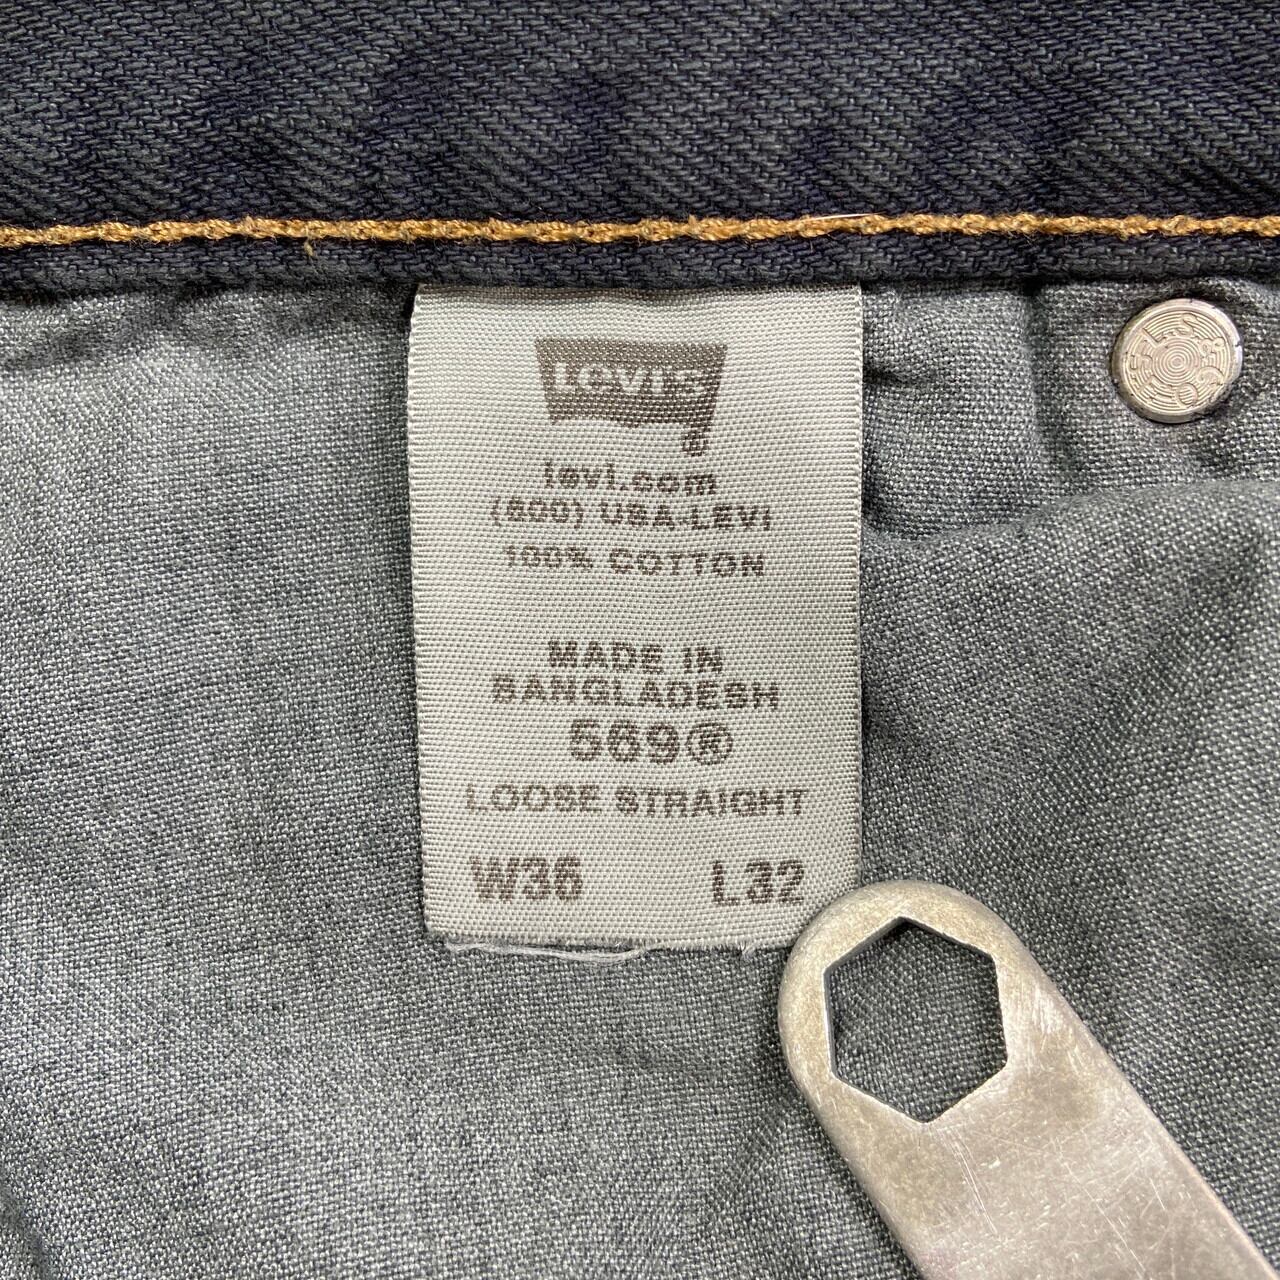 Levi's
®
levi.com
(800) USA-LEVI
100% COTTON
MADE IN
BANGLADESH
569®
LOOSE STRAIGHT
W36 L32